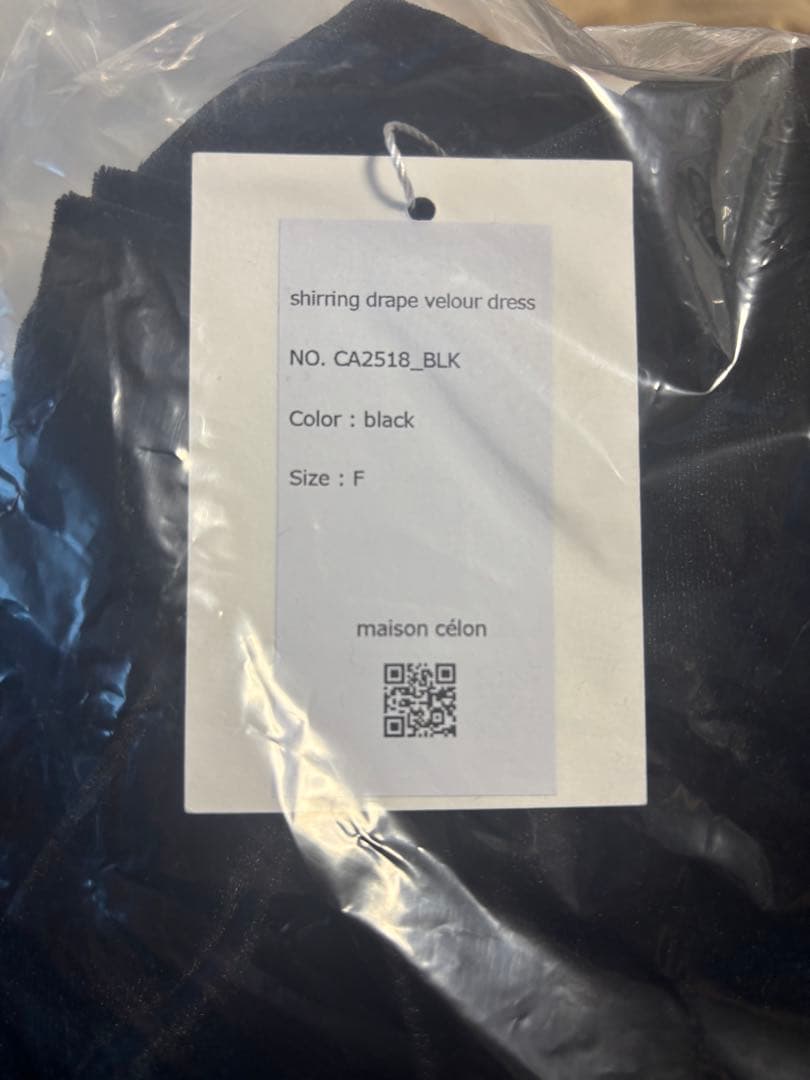 shirring drape velour dress
NO. CA2518_BLK
Color : black
Size : F
maison célon